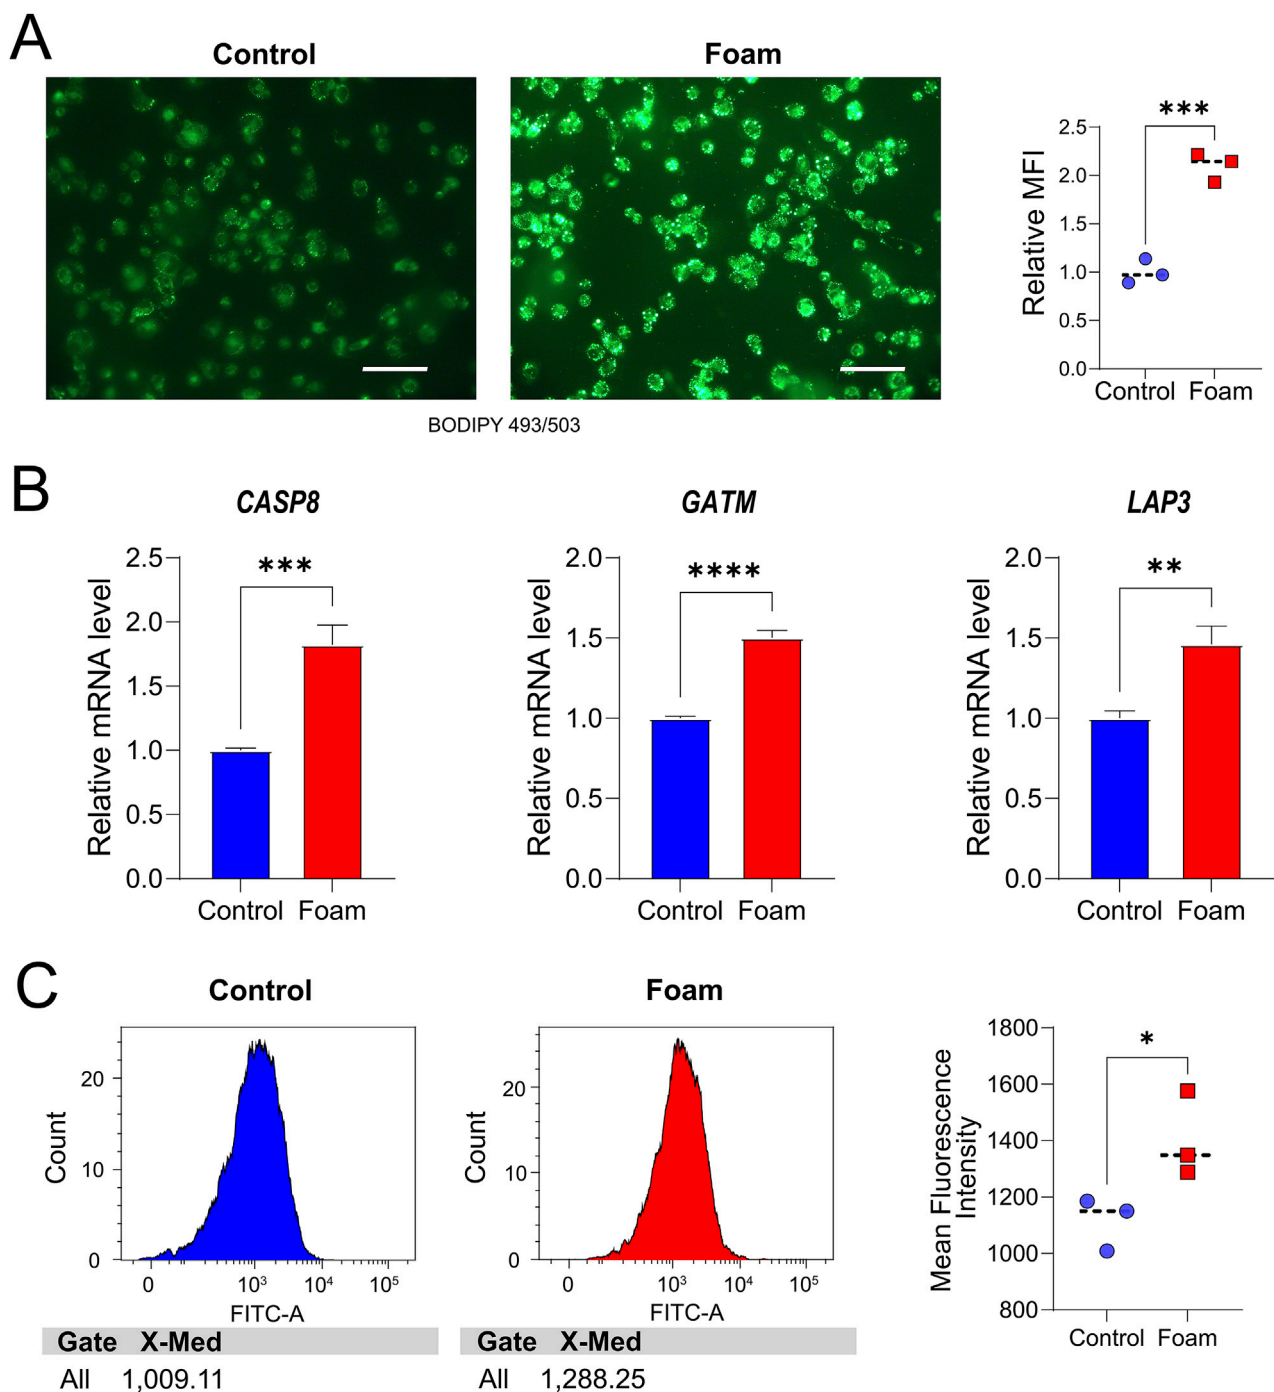 A
Control
Foam
BODIPY 493/503
***
Relative MFI
2.5
2.0
1.5
1.0
0.5
0.0
Control Foam
B
CASP8
***
Relative mRNA level
2.5
2.0
1.5
1.0
0.5
0.0
Control Foam
GATM
****
Relative mRNA level
2.0
1.5
1.0
0.5
0.0
Control Foam
LAP3
**
Relative mRNA level
2.0
1.5
1.0
0.5
0.0
Control Foam
C
Control
Count
20
10
0
0 10³ 10⁴ 10⁵
FITC-A
Gate X-Med
All 1,009.11
Foam
Count
20
10
0
0 10³ 10⁴ 10⁵
FITC-A
Gate X-Med
All 1,288.25
*
Mean Fluorescence
Intensity
1800
1600
1400
1200
1000
800
Control Foam